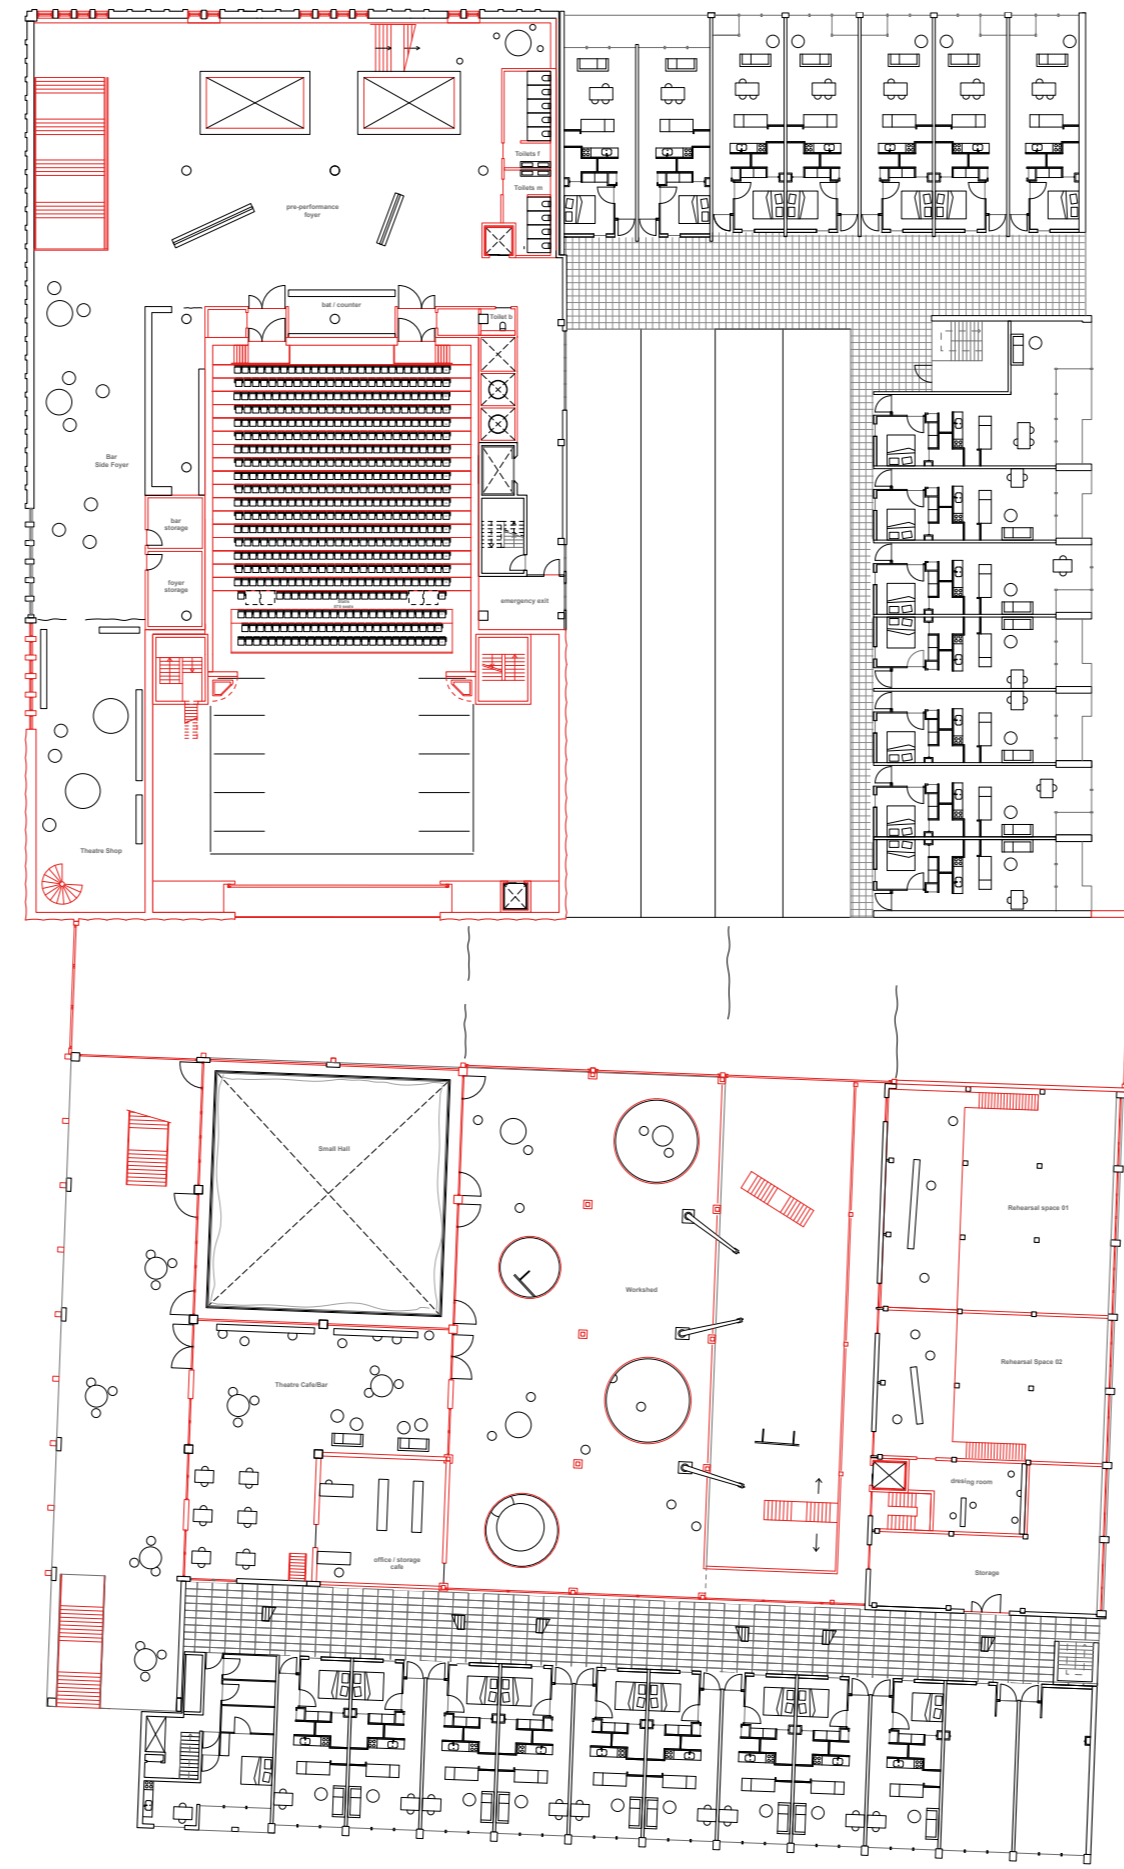 Toilets f
Toilets m
pre-performance
foyer
bat / counter
Toilet b
Bar
Side Foyer
bar
storage
foyer
storage
emergency exit
Theatre Shop
Small Hall
Workshed
Rehearsal space 01
Rehearsal Space 02
Theatre Cafe/Bar
dressing room
office / storage
cafe
Storage